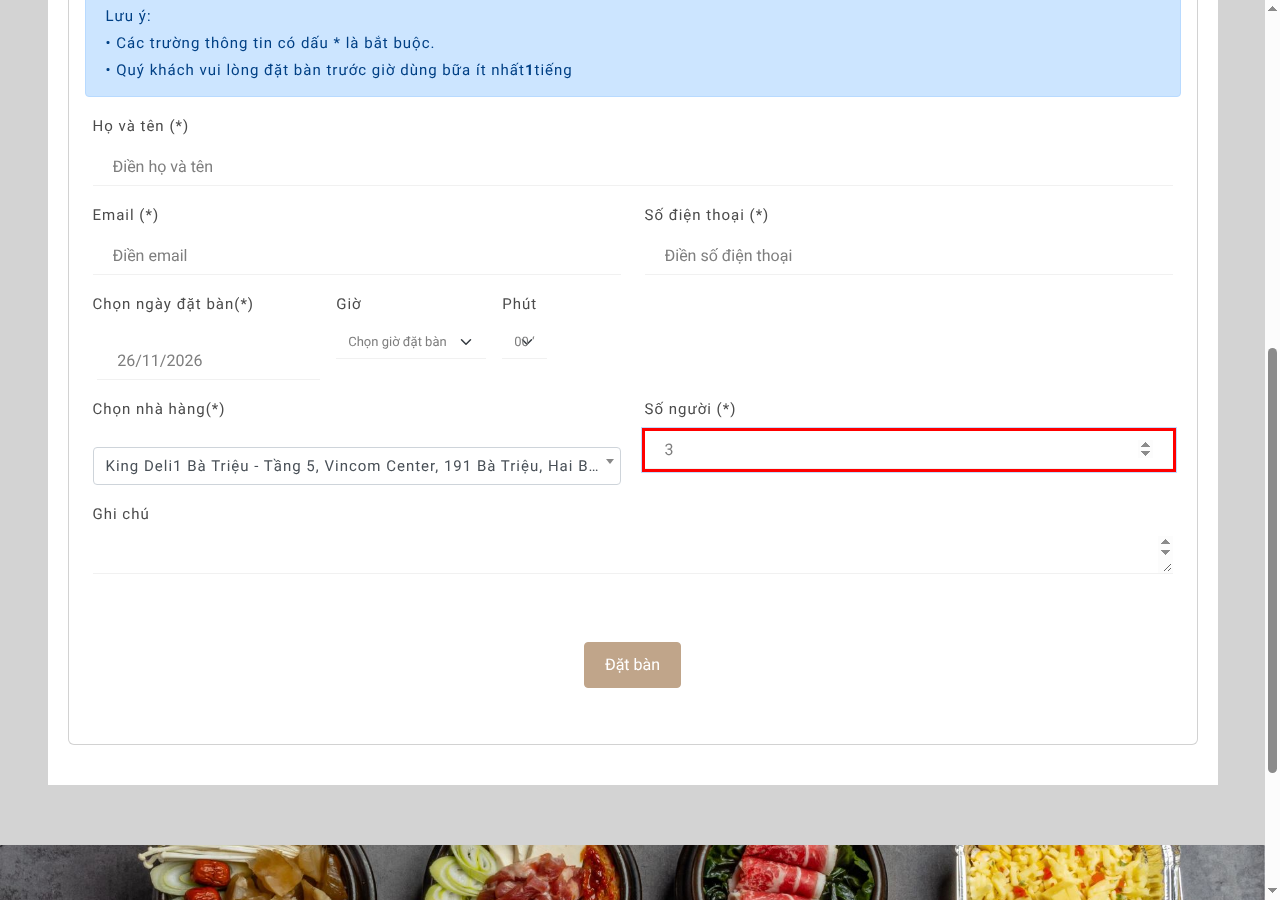 Lưu ý:
• Các trường thông tin có dấu * là bắt buộc.
• Quý khách vui lòng đặt bàn trước giờ dùng bữa ít nhất1tiếng
Họ và tên (*)
Điền họ và tên
Email (*)
Số điện thoại (*)
Điền email
Điền số điện thoại
Chọn ngày đặt bàn(*)
Giờ
Phút
Chọn giờ đặt bàn
00'
26/11/2026
Chọn nhà hàng(*)
Số người (*)
3
King Deli1 Bà Triệu - Tầng 5, Vincom Center, 191 Bà Triệu, Hai B...
Ghi chú
Đặt bàn